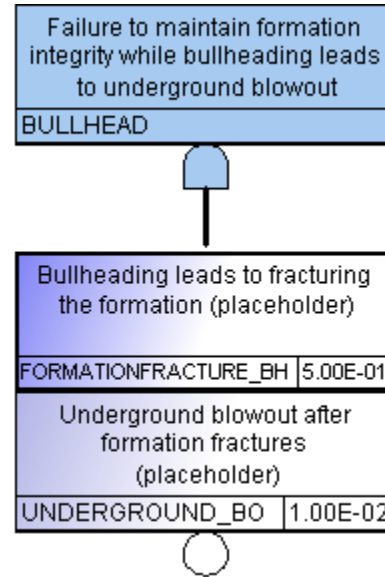 Failure to maintain formation
integrity while bullheading leads
to underground blowout
BULLHEAD
Bullheading leads to fracturing
the formation (placeholder)
FORMATIONFRACTURE_BH 5.00E-01
Underground blowout after
formation fractures
(placeholder)
UNDERGROUND_BO 1.00E-02